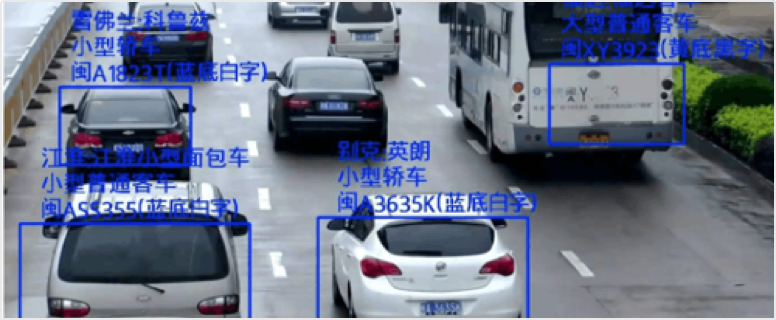 雪佛兰·科鲁兹
小型轿车
闽A1823T(蓝底白字)
大型普通客车
闽XY3923(黄底黑字)
小型面包车
小型普通客车
闽AS5355(蓝底白字)
别克·英朗
小型轿车
闽A3635K(蓝底白字)